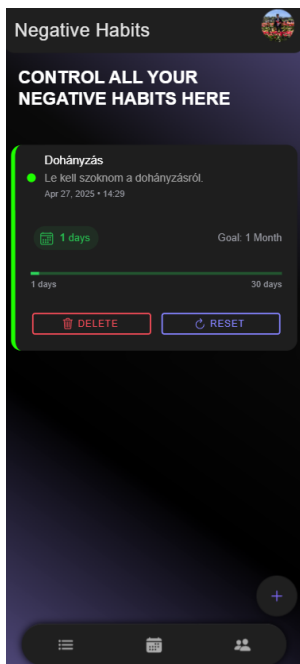 Negative Habits
CONTROL ALL YOUR
NEGATIVE HABITS HERE
Dohányzás
Le kell szoknom a dohányzásról.
Apr 27, 2025 • 14:29
1 days
Goal: 1 Month
1 days
30 days
DELETE
RESET
+